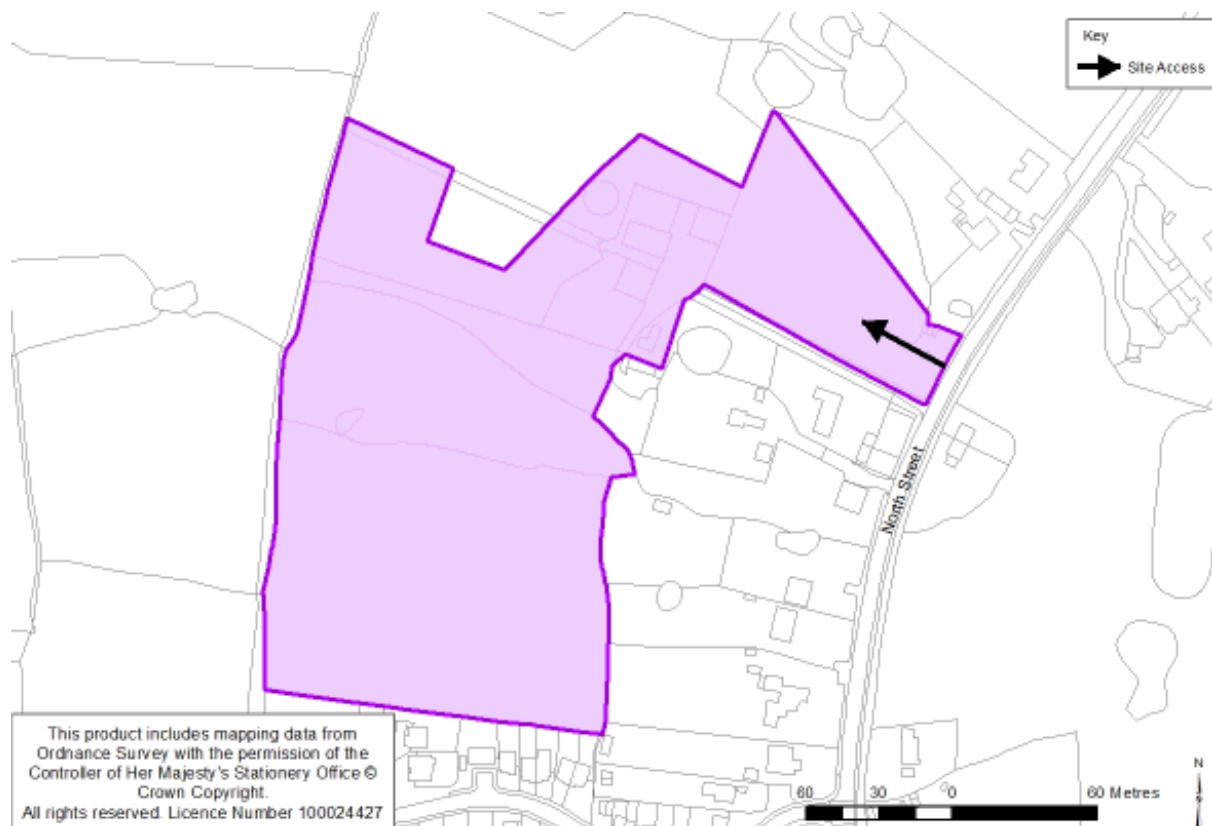 Key
Site Access
North Street
This product includes mapping data from
Ordnance Survey with the permission of the
Controller of Her Majesty's Stationery Office ©
Crown Copyright.
All rights reserved. Licence Number 100024427
60 30 0 60 Metres
N